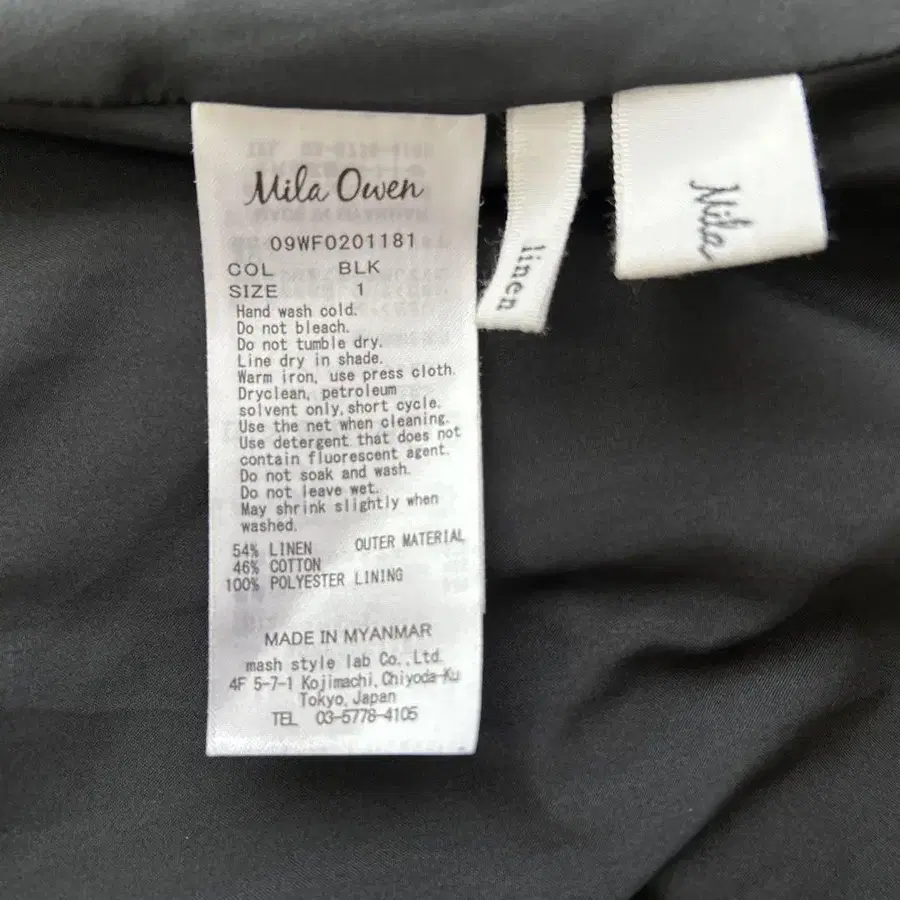 Mila Owen
09WF0201181
COL BLK
SIZE 1
Hand wash cold.
Do not bleach.
Do not tumble dry.
Line dry in shade.
Warm iron, use press cloth.
Dryclean, petroleum
solvent only, short cycle.
Use the net when cleaning.
Use detergent that does not
contain fluorescent agent.
Do not soak and wash.
Do not leave wet.
May shrink slightly when
washed.
54% LINEN OUTER MATERIAL
46% COTTON
100% POLYESTER LINING
MADE IN MYANMAR
mash style lab Co.,Ltd.
4F 5-7-1 Kojimachi, Chiyoda-Ku
Tokyo, Japan
TEL 03-5778-4105
linen
Mila